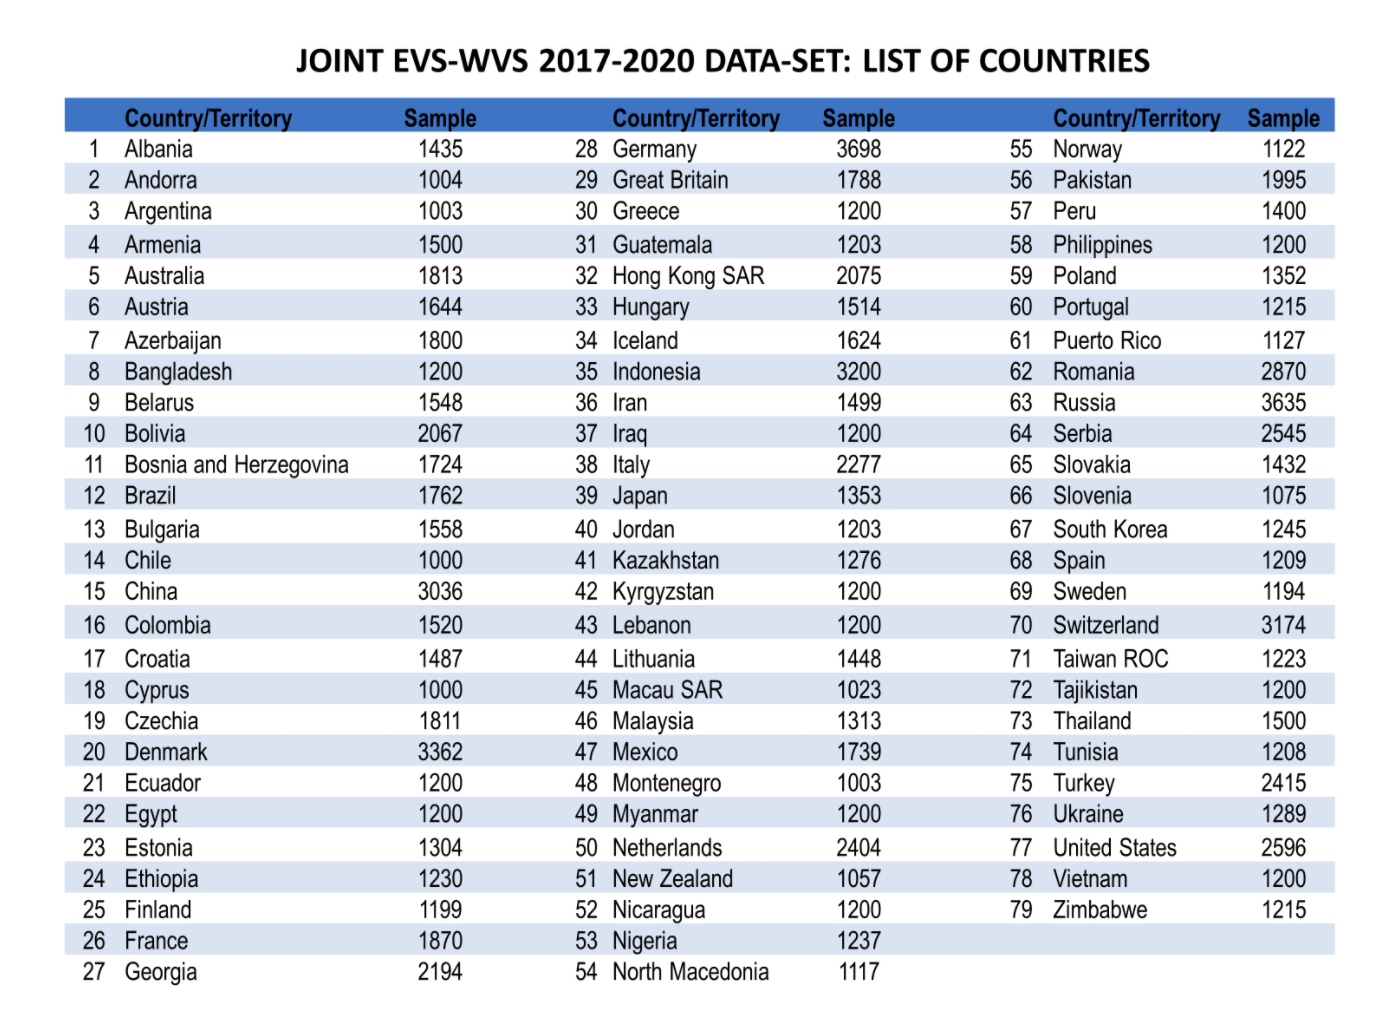 JOINT EVS-WVS 2017-2020 DATA-SET: LIST OF COUNTRIES
Country/Territory Sample Country/Territory Sample Country/Territory Sample
1 Albania 1435 28 Germany 3698 55 Norway 1122
2 Andorra 1004 29 Great Britain 1788 56 Pakistan 1995
3 Argentina 1003 30 Greece 1200 57 Peru 1400
4 Armenia 1500 31 Guatemala 1203 58 Philippines 1200
5 Australia 1813 32 Hong Kong SAR 2075 59 Poland 1352
6 Austria 1644 33 Hungary 1514 60 Portugal 1215
7 Azerbaijan 1800 34 Iceland 1624 61 Puerto Rico 1127
8 Bangladesh 1200 35 Indonesia 3200 62 Romania 2870
9 Belarus 1548 36 Iran 1499 63 Russia 3635
10 Bolivia 2067 37 Iraq 1200 64 Serbia 2545
11 Bosnia and Herzegovina 1724 38 Italy 2277 65 Slovakia 1432
12 Brazil 1762 39 Japan 1353 66 Slovenia 1075
13 Bulgaria 1558 40 Jordan 1203 67 South Korea 1245
14 Chile 1000 41 Kazakhstan 1276 68 Spain 1209
15 China 3036 42 Kyrgyzstan 1200 69 Sweden 1194
16 Colombia 1520 43 Lebanon 1200 70 Switzerland 3174
17 Croatia 1487 44 Lithuania 1448 71 Taiwan ROC 1223
18 Cyprus 1000 45 Macau SAR 1023 72 Tajikistan 1200
19 Czechia 1811 46 Malaysia 1313 73 Thailand 1500
20 Denmark 3362 47 Mexico 1739 74 Tunisia 1208
21 Ecuador 1200 48 Montenegro 1003 75 Turkey 2415
22 Egypt 1200 49 Myanmar 1200 76 Ukraine 1289
23 Estonia 1304 50 Netherlands 2404 77 United States 2596
24 Ethiopia 1230 51 New Zealand 1057 78 Vietnam 1200
25 Finland 1199 52 Nicaragua 1200 79 Zimbabwe 1215
26 France 1870 53 Nigeria 1237
27 Georgia 2194 54 North Macedonia 1117